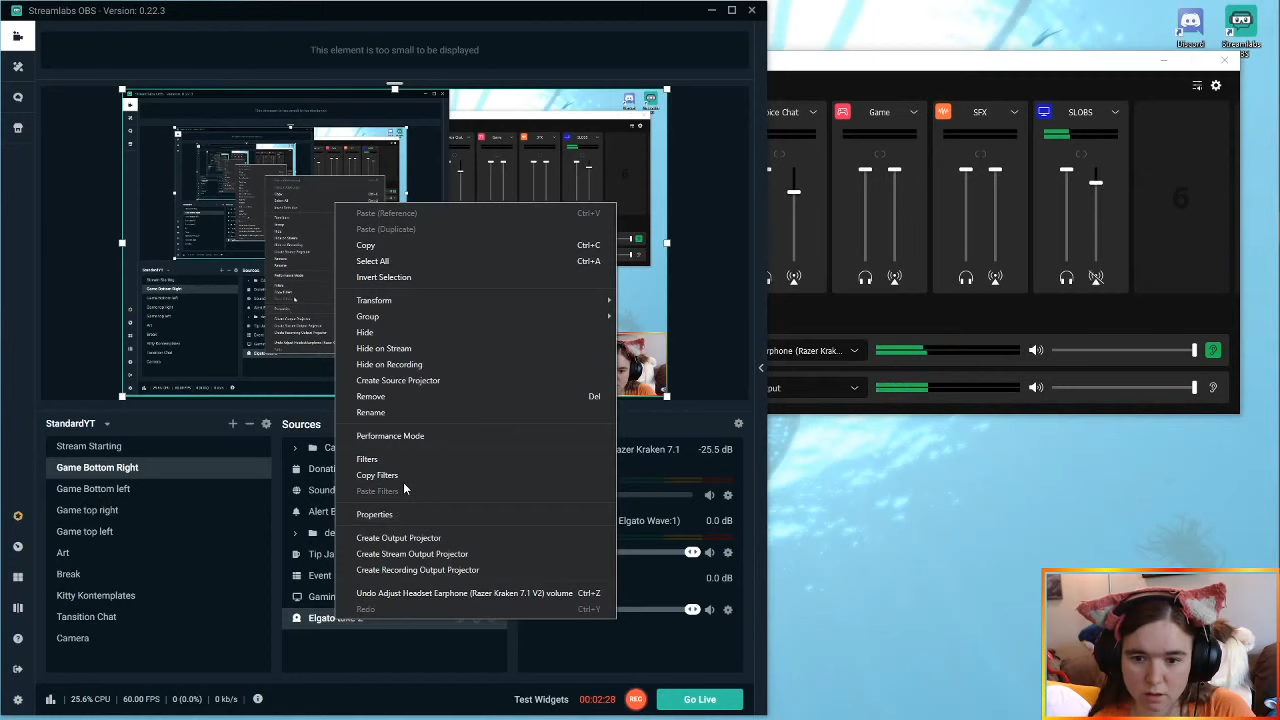 Streamlabs OBS - Version: 0.22.3
This element is too small to be displayed
Discord
Streamlabs
Game
SFX
SLOBS
6
Paste (Reference) Ctrl+V
Paste (Duplicate)
Copy Ctrl+C
Select All Ctrl+A
Invert Selection
Transform
Group
Hide
Hide on Stream
Hide on Recording
Create Source Projector
Remove Del
Rename
Performance Mode
Filters
Copy Filters
Paste Filters
Properties
Create Output Projector
Create Stream Output Projector
Create Recording Output Projector
Undo Adjust Headset Earphone (Razer Kraken 7.1 V2) volume Ctrl+Z
Redo Ctrl+Y
StandardYT
Stream Starting
Game Bottom Right
Game Bottom left
Game top right
Game top left
Art
Break
Kitty Kontemplates
Tansition Chat
Camera
Sources
Sound
Alert B
Tip Ja
Event
-25.5 dB
Elgato Wave:1) 0.0 dB
0.0 dB
25.6% CPU 60.00 FPS 0 (0.0%) 0 kb/s
Test Widgets 00:02:28 REC Go Live